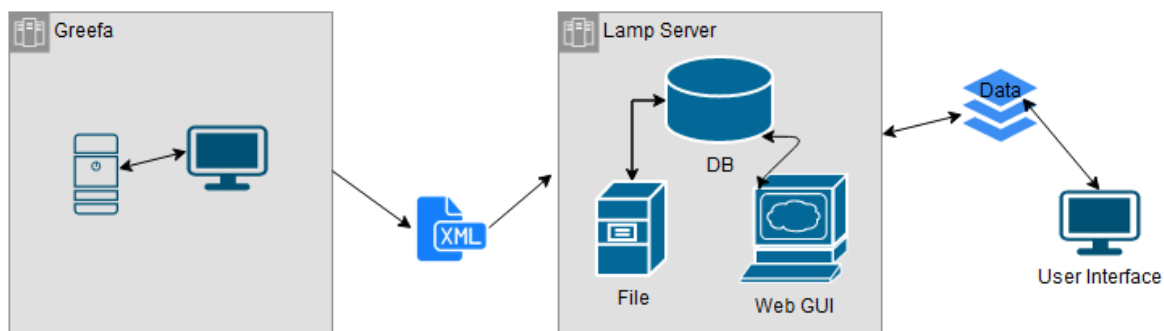 Greefa
Lamp Server
Data
DB
XML
User Interface
File
Web GUI